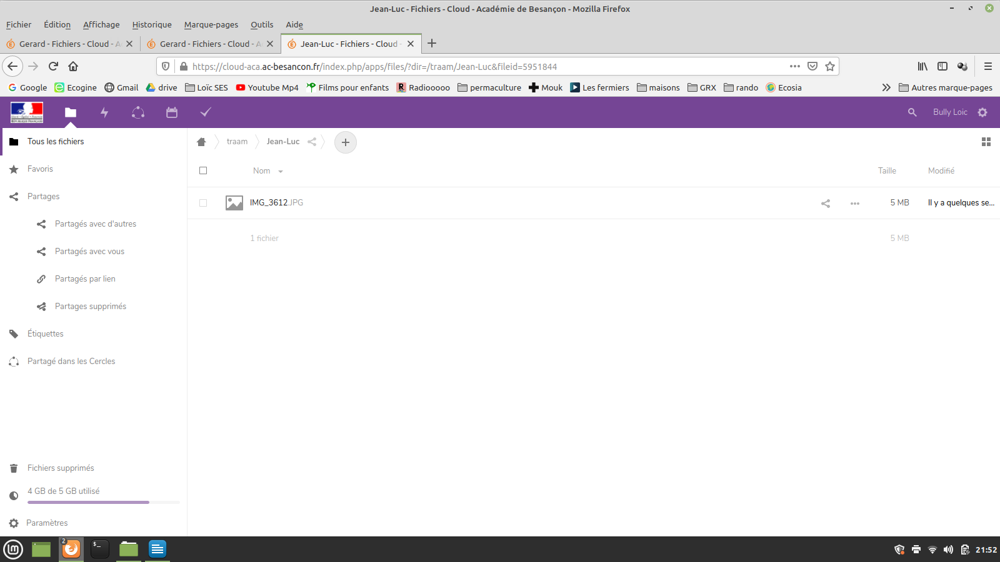 Jean-Luc - Fichiers - Cloud - Académie de Besançon - Mozilla Firefox
Fichier Édition Affichage Historique Marque-pages Outils Aide
Gerard - Fichiers - Cloud - A Gerard - Fichiers - Cloud - A Jean-Luc - Fichiers - Cloud -
https://cloud-aca.ac-besancon.fr/index.php/apps/files/?dir=/traam/Jean-Luc&fileid=5951844
Google Ecogine Gmail drive Loïc SES Youtube Mp4 Films pour enfants Radiooooo permaculture Mouk Les fermiers maisons GRX rando Ecosia Autres marque-pages
Bully Loic
Tous les fichiers
Favoris
Partages
Partagés avec d'autres
Partagés avec vous
Partagés par lien
Partages supprimés
Étiquettes
Partagé dans les Cercles
Fichiers supprimés
4 GB de 5 GB utilisé
Paramètres
traam Jean-Luc
Nom Taille Modifié
IMG_3612.JPG 5 MB Il y a quelques se...
1 fichier 5 MB
2
21:52